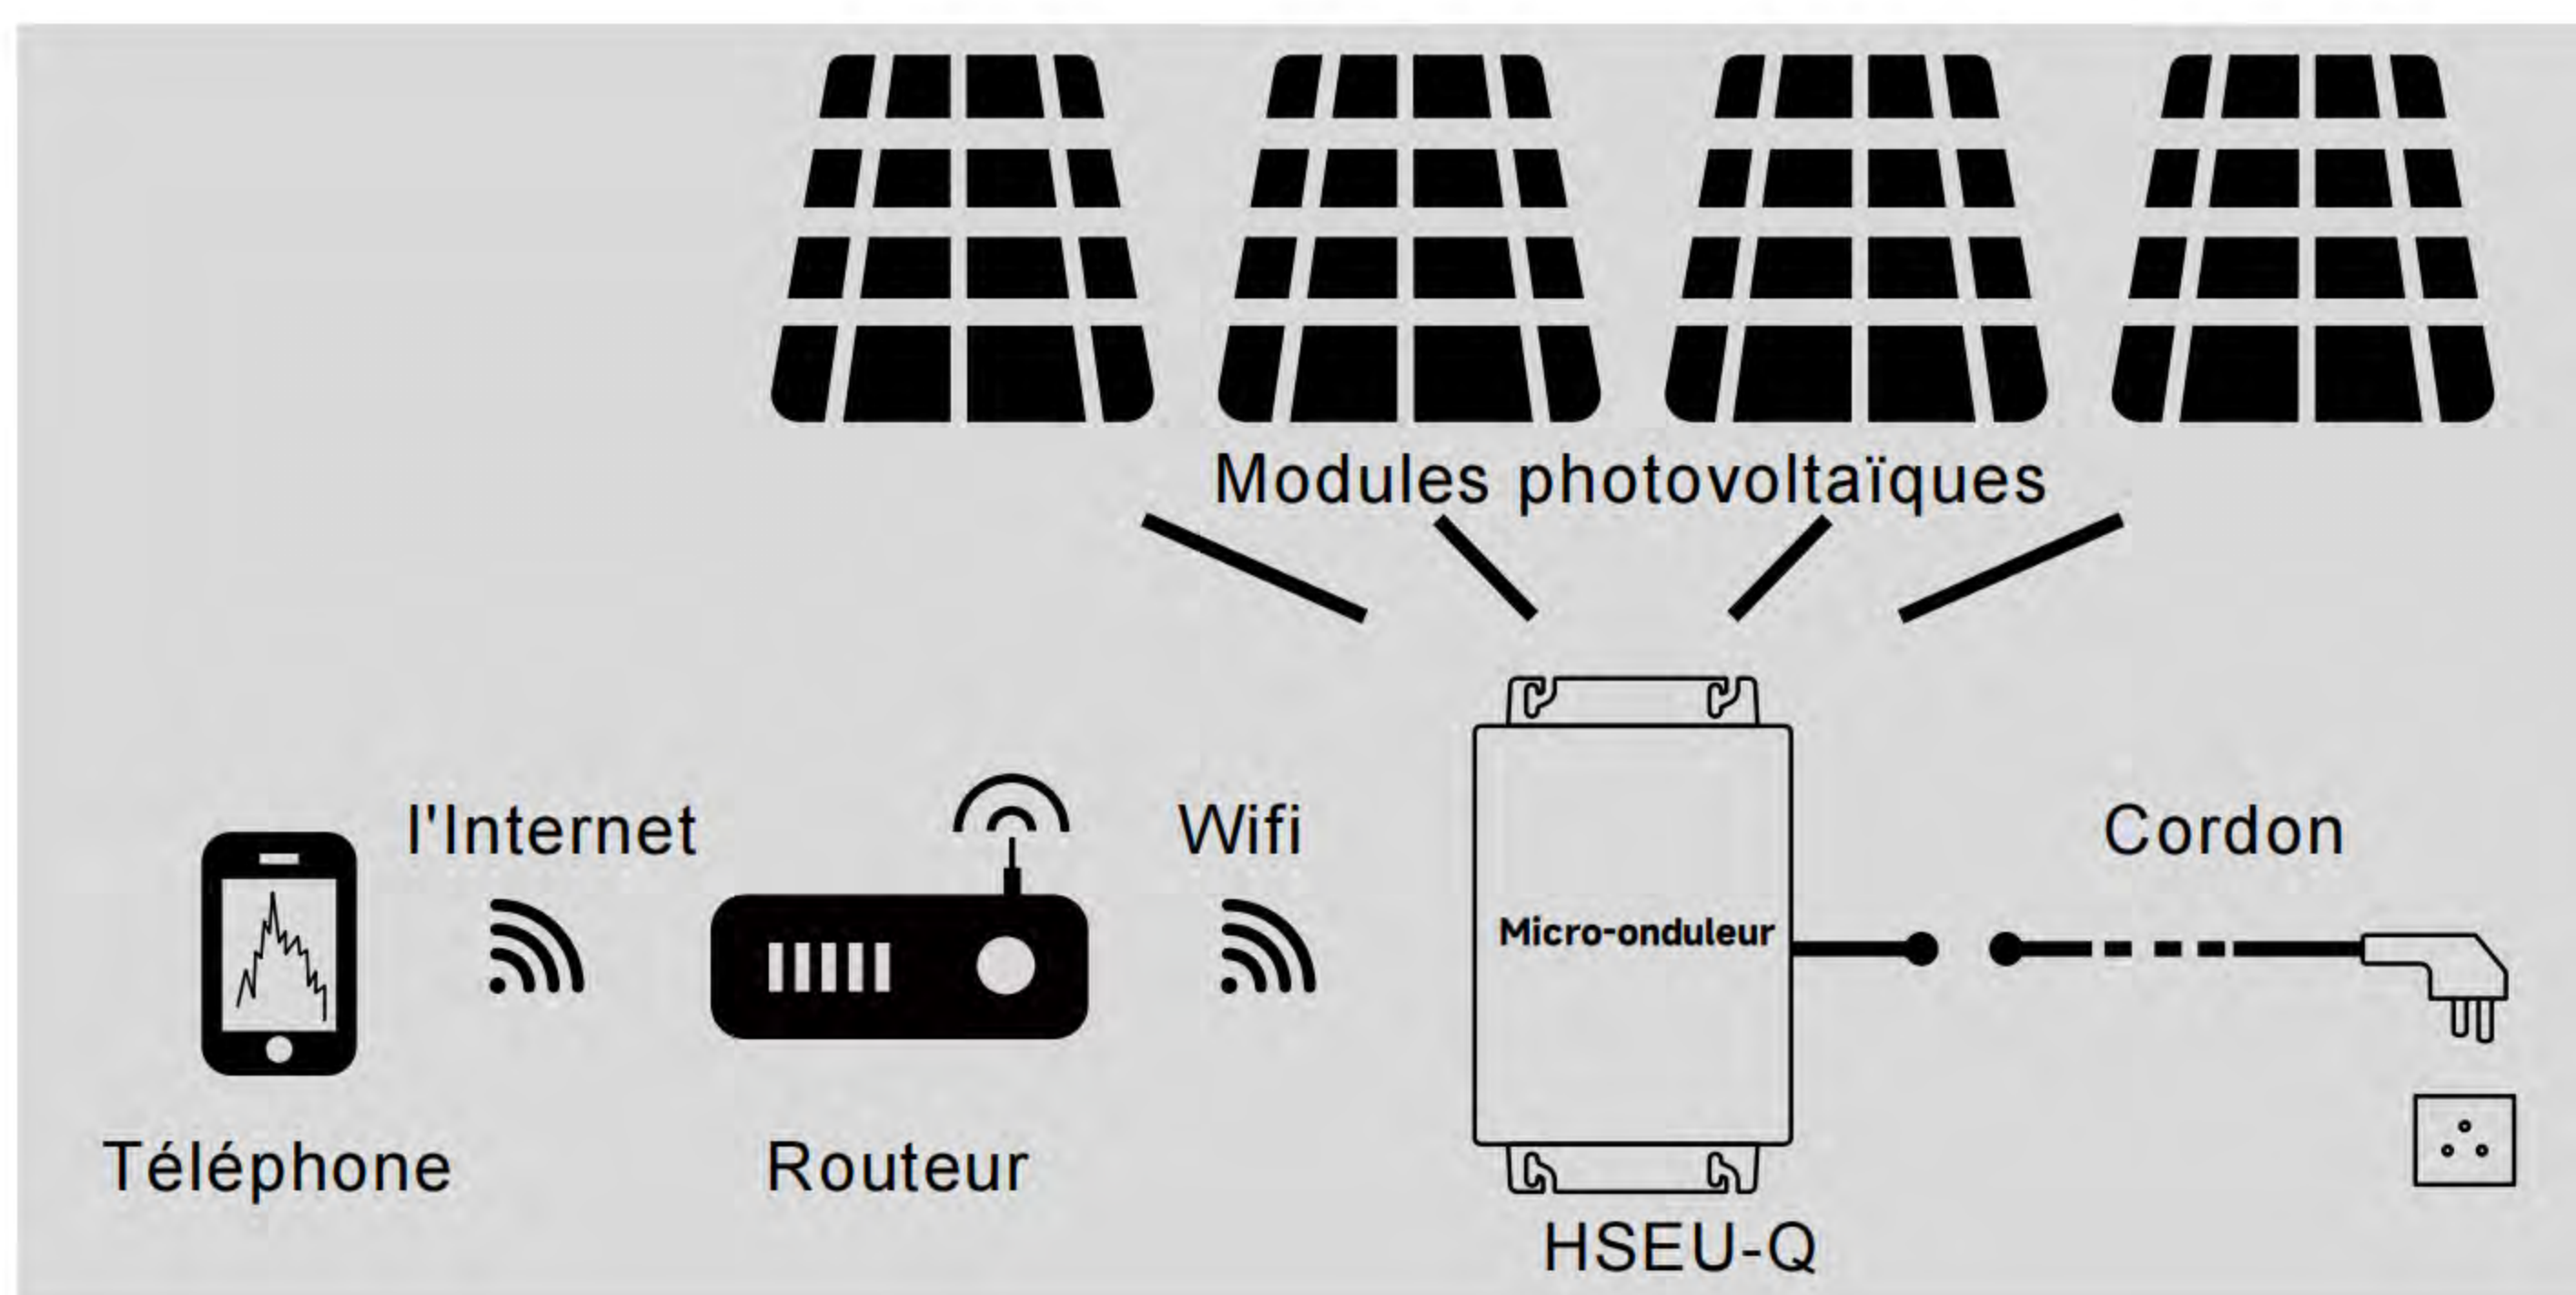 Modules photovoltaïques
l'Internet
Wifi
Cordon
Micro-onduleur
Téléphone
Routeur
HSEU-Q